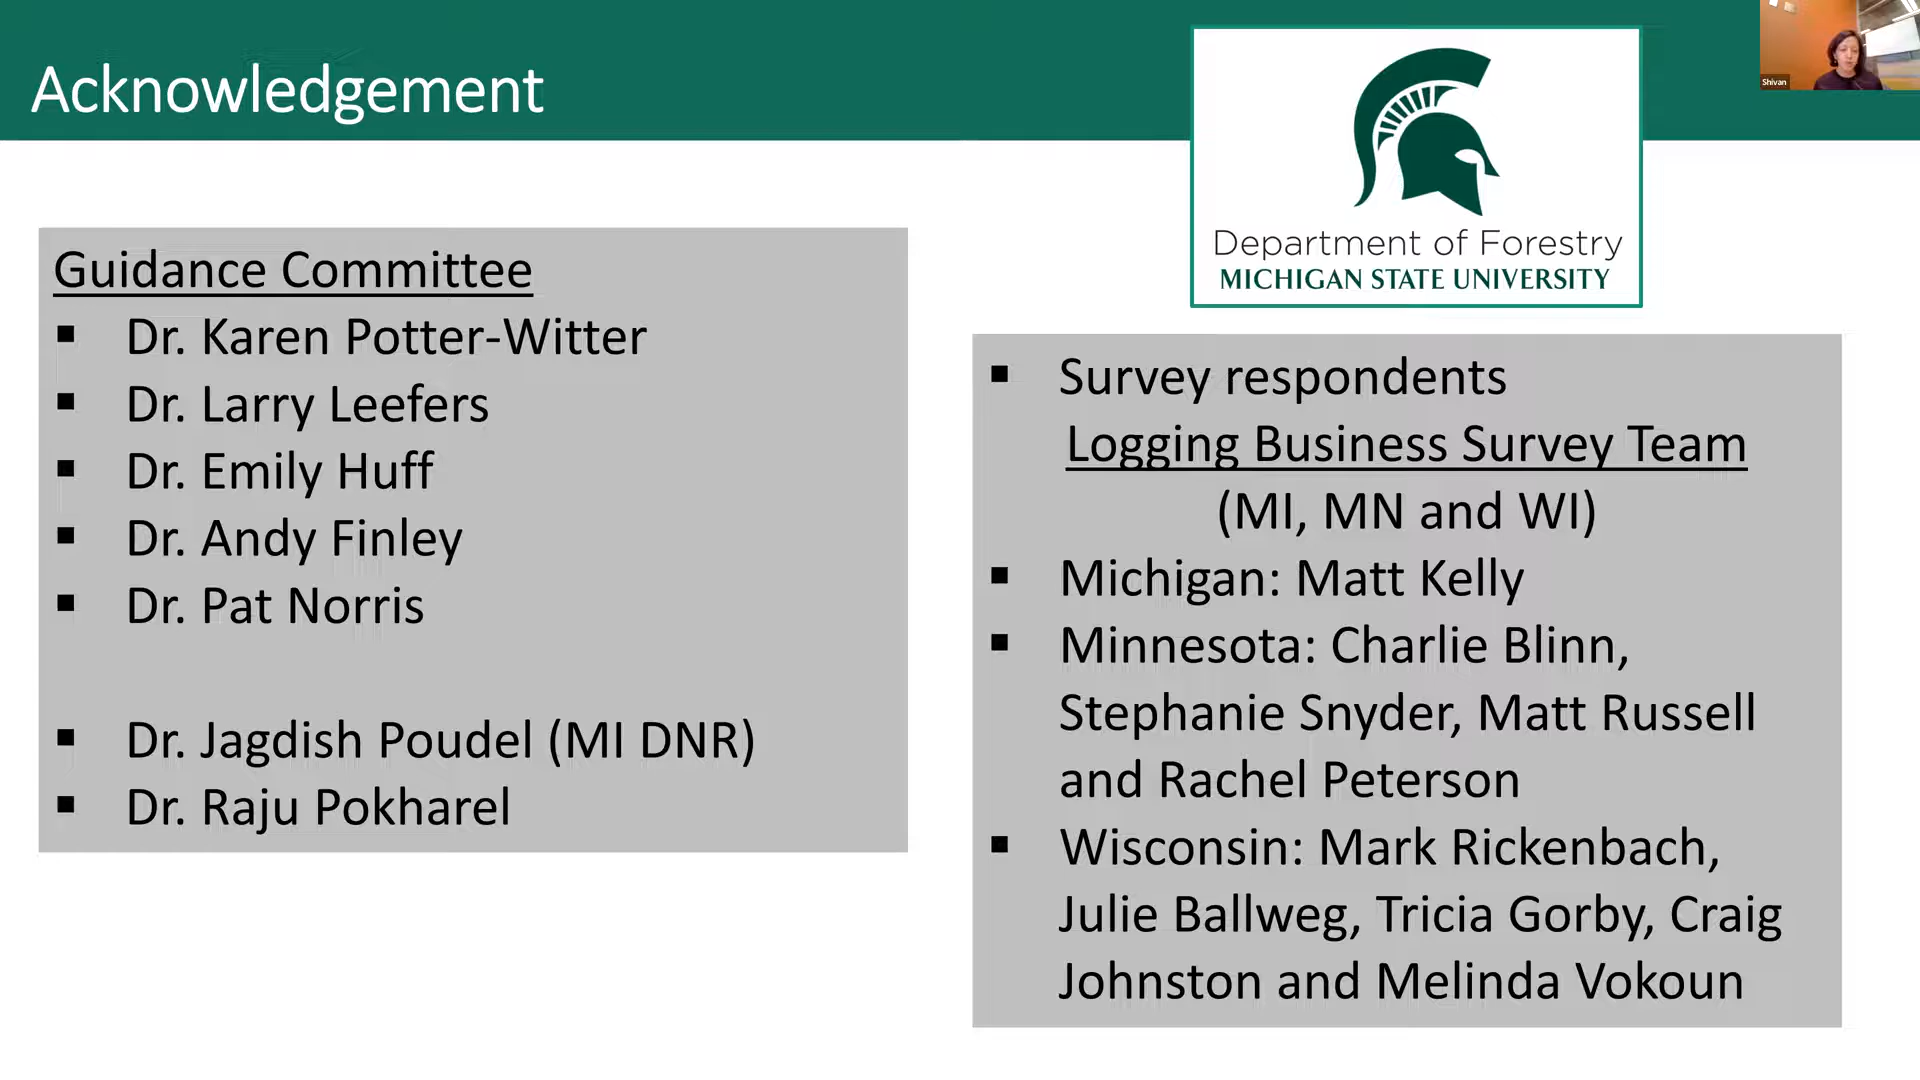 Acknowledgement
Shivan
Department of Forestry
MICHIGAN STATE UNIVERSITY
Guidance Committee
▪ Dr. Karen Potter-Witter
▪ Dr. Larry Leefers
▪ Dr. Emily Huff
▪ Dr. Andy Finley
▪ Dr. Pat Norris
▪ Dr. Jagdish Poudel (MI DNR)
▪ Dr. Raju Pokharel
▪ Survey respondents
Logging Business Survey Team
(MI, MN and WI)
▪ Michigan: Matt Kelly
▪ Minnesota: Charlie Blinn,
Stephanie Snyder, Matt Russell
and Rachel Peterson
▪ Wisconsin: Mark Rickenbach,
Julie Ballweg, Tricia Gorby, Craig
Johnston and Melinda Vokoun